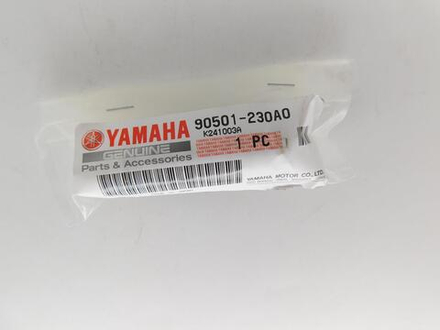 YAMAHA
GENUINE
Parts & Accessories
90501-230A0
K241003A
1 PC
YAMAHA MOTOR CO.,LTD.